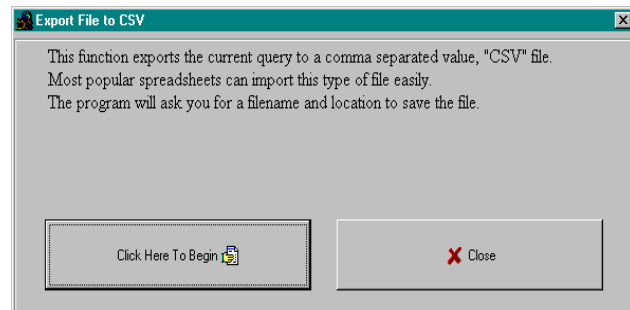 Export File to CSV
This function exports the current query to a comma separated value, "CSV" file.
Most popular spreadsheets can import this type of file easily.
The program will ask you for a filename and location to save the file.
Click Here To Begin
Close